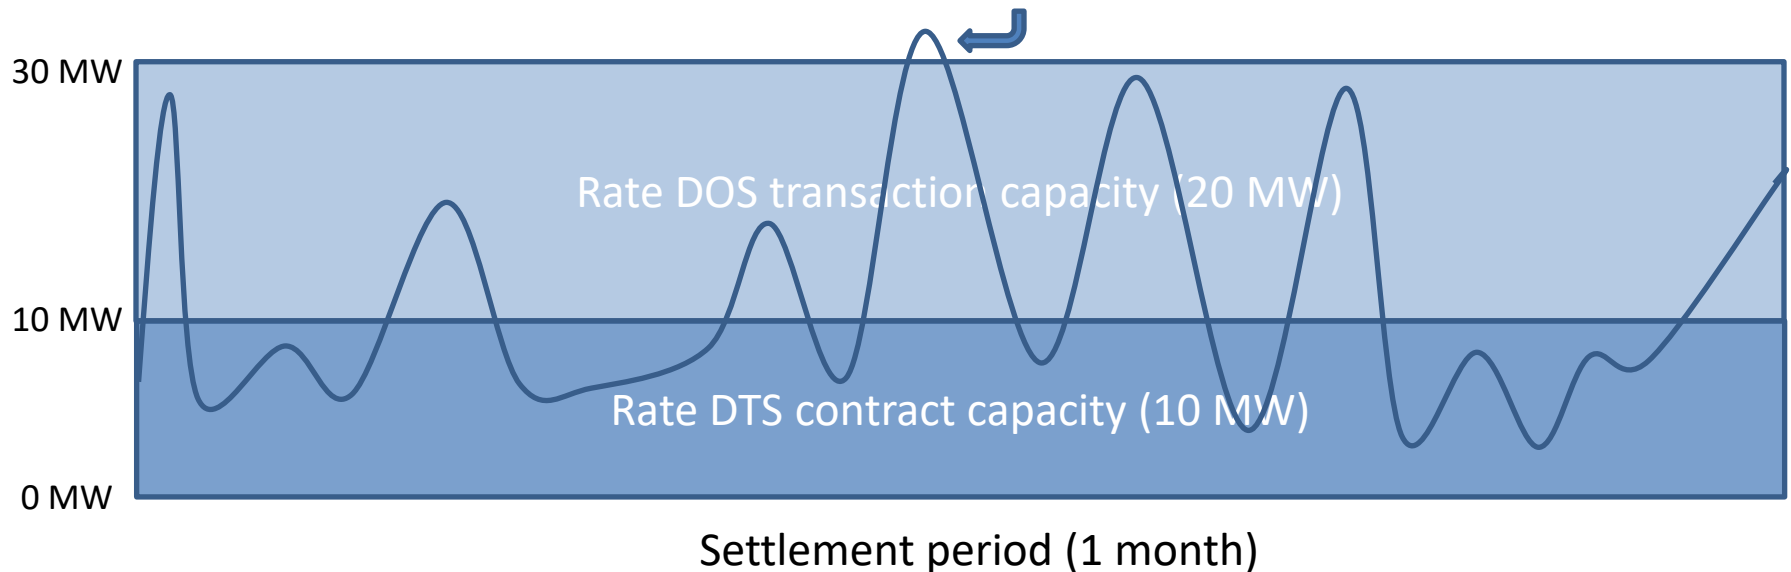 30 MW
Rate DOS transaction capacity (20 MW)
10 MW
Rate DTS contract capacity (10 MW)
0 MW
Settlement period (1 month)